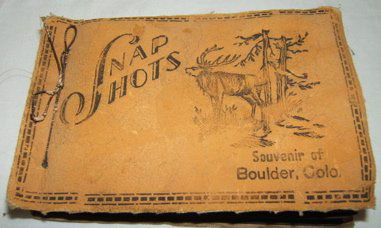 SNAP
SHOTS
Souvenir of
Boulder, Colo.